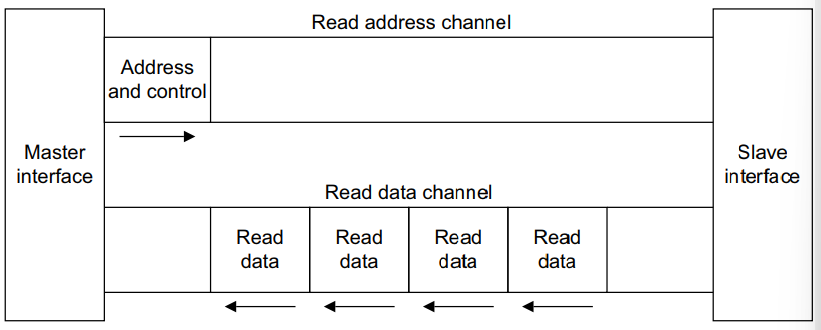 Read address channel
Address
and control
Master
interface
Slave
interface
Read data channel
Read
data
Read
data
Read
data
Read
data